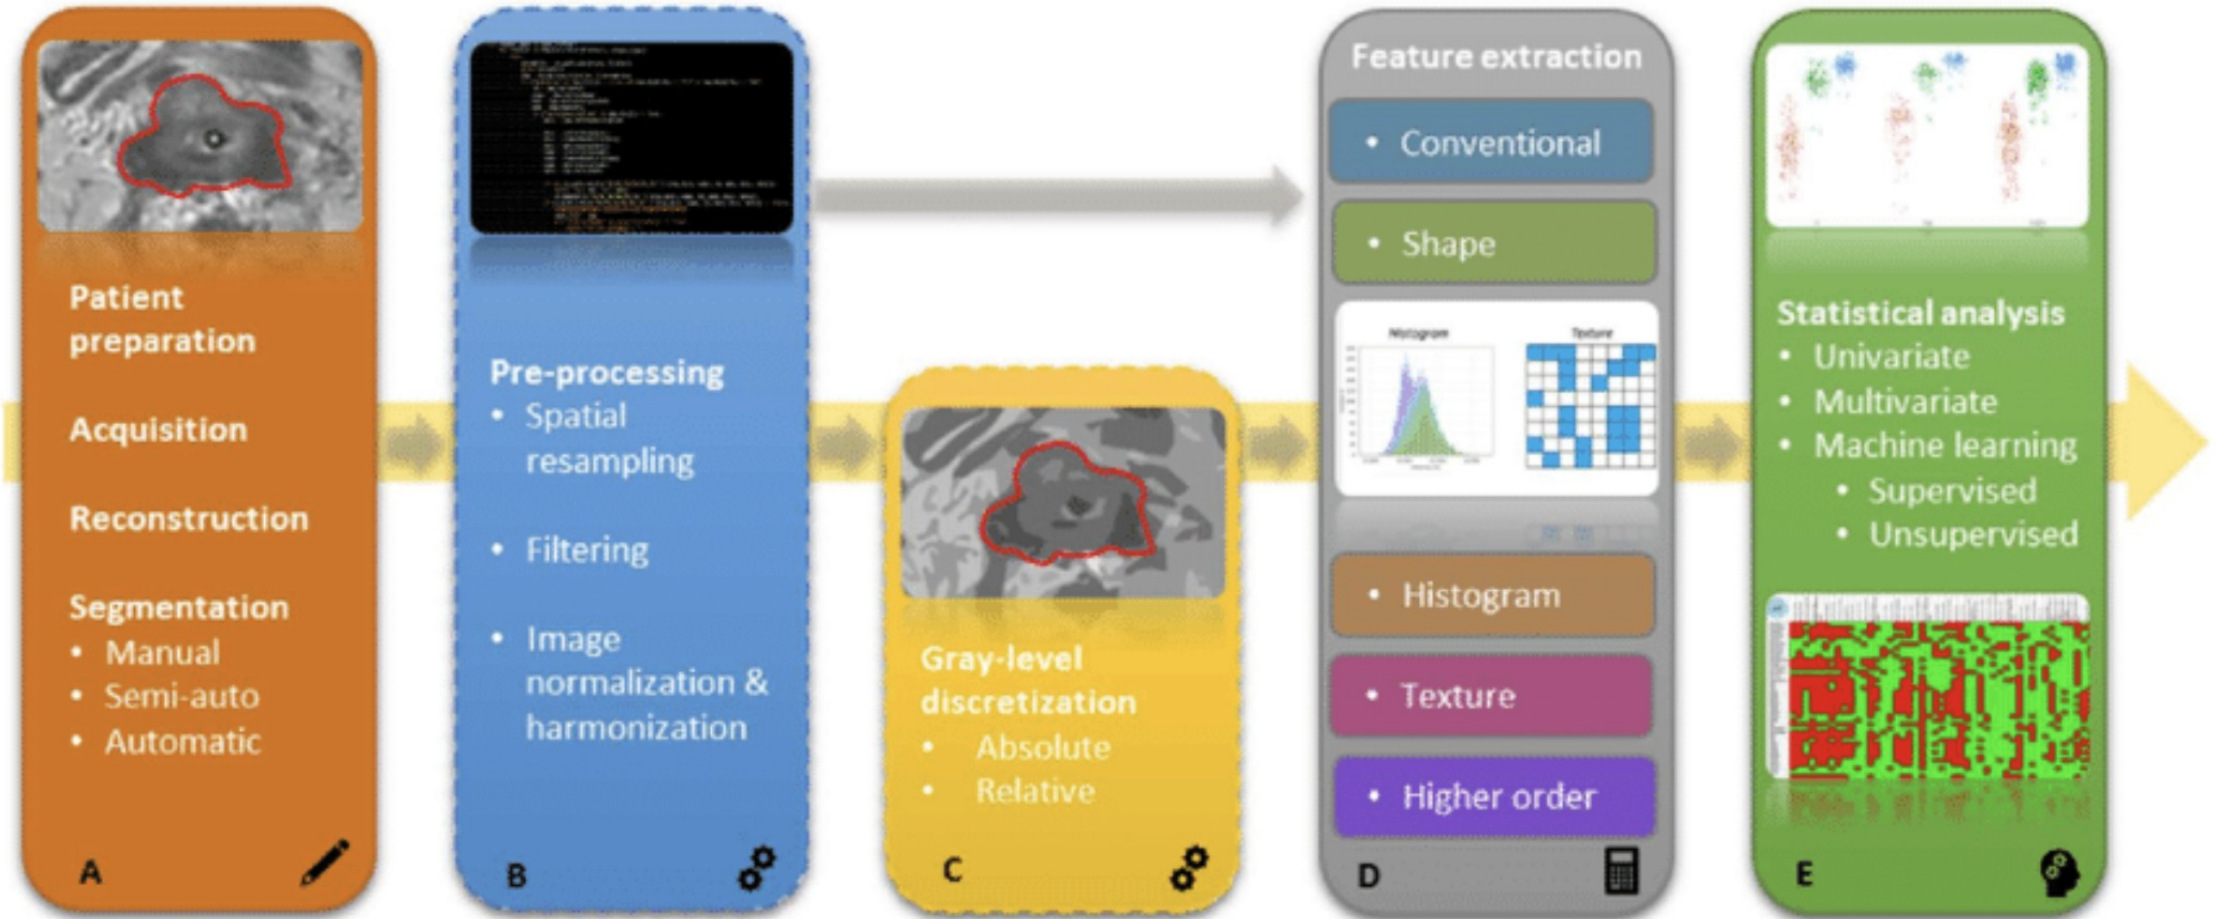 Patient
preparation
Acquisition
Reconstruction
Segmentation
• Manual
• Semi-auto
• Automatic
A
Pre-processing
• Spatial
resampling
• Filtering
• Image
normalization &
harmonization
B
Gray-level
discretization
• Absolute
• Relative
C
Feature extraction
• Conventional
• Shape
Histogram
Texture
• Histogram
• Texture
• Higher order
D
Statistical analysis
• Univariate
• Multivariate
• Machine learning
• Supervised
• Unsupervised
E